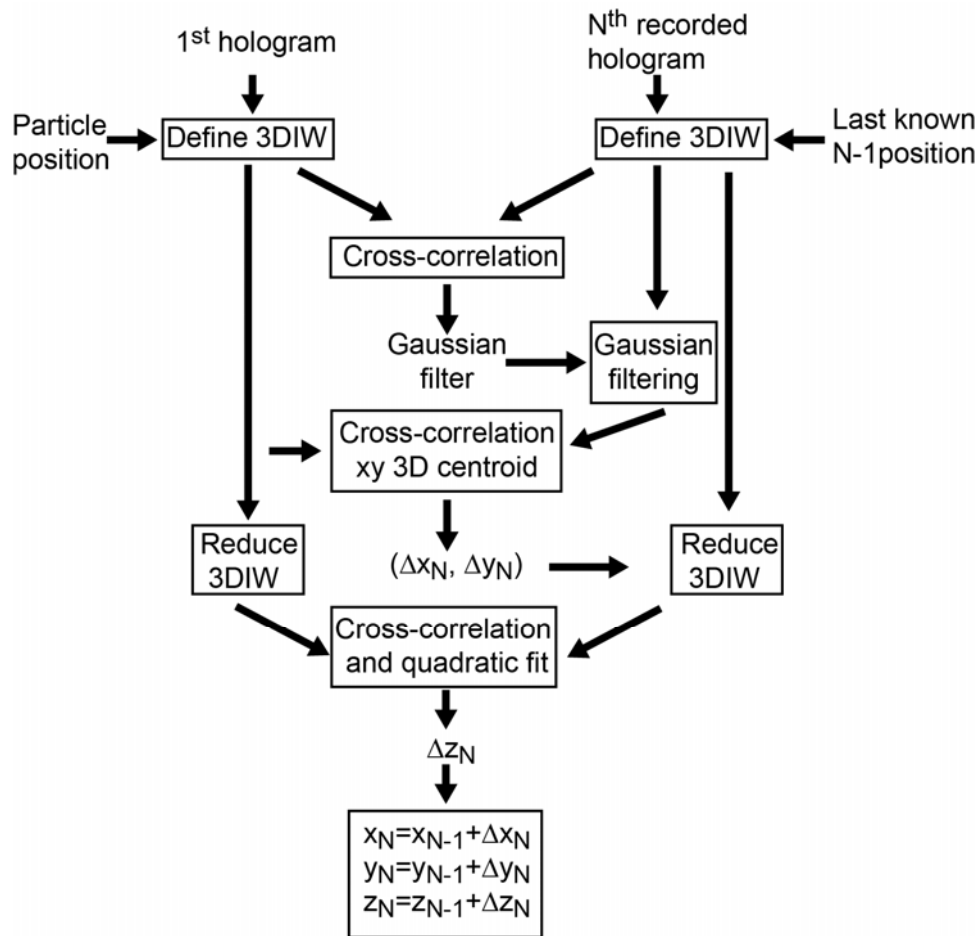 1st hologram
Nth recorded
hologram
Particle
position
Define 3DIW
Define 3DIW
Last known
N-1position
Cross-correlation
Gaussian
filter
Gaussian
filtering
Cross-correlation
xy 3D centroid
Reduce
3DIW
(ΔxN, ΔyN)
Reduce
3DIW
Cross-correlation
and quadratic fit
ΔzN
xN=xN-1+ΔxN
yN=yN-1+ΔyN
zN=zN-1+ΔzN